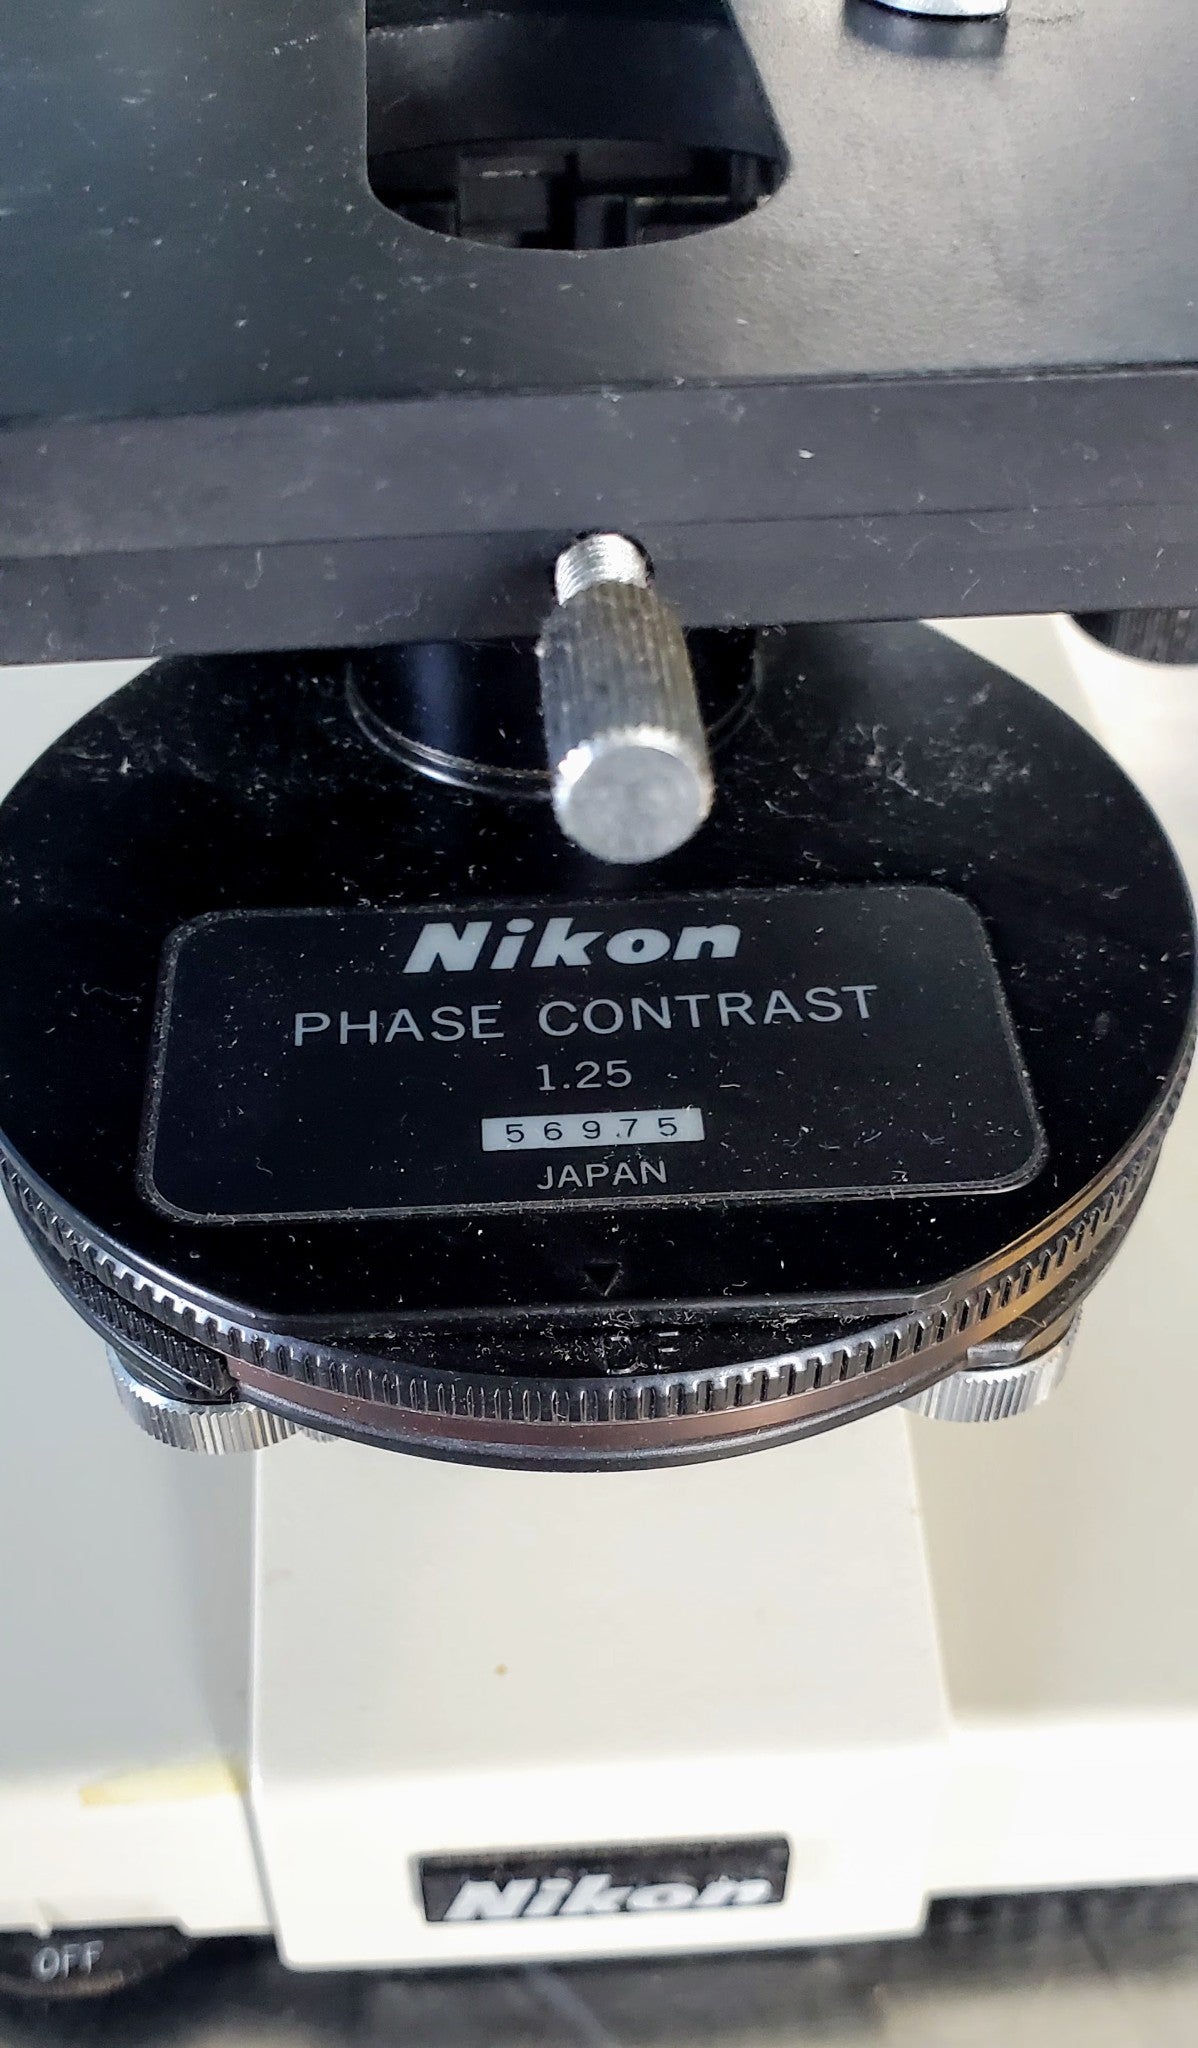 Nikon
PHASE CONTRAST
1.25
56975
JAPAN
Nikon
OFF